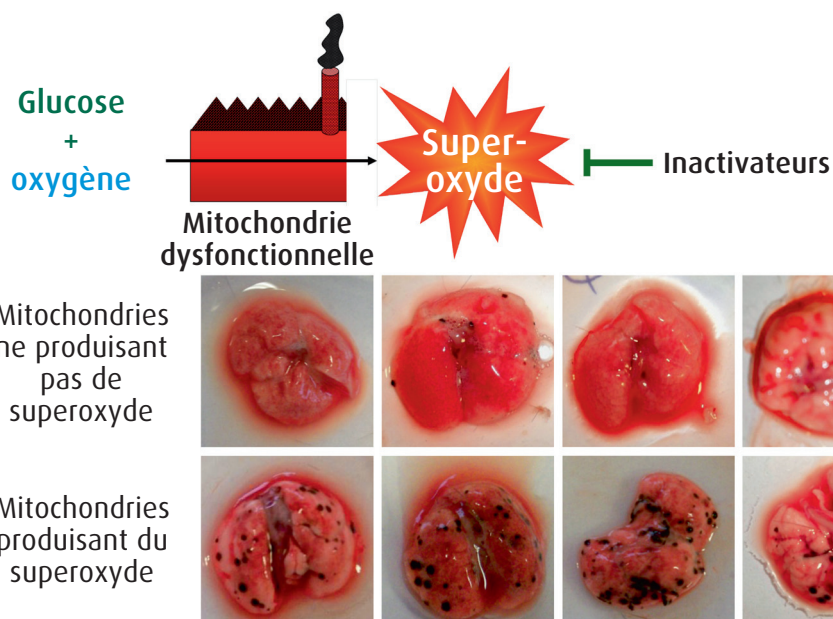 Glucose
+
oxygène
Mitochondrie
dysfonctionnelle
Super-
oxyde
Inactivateurs
Mitochondries
ne produisant
pas de
superoxyde
Mitochondries
produisant du
superoxyde